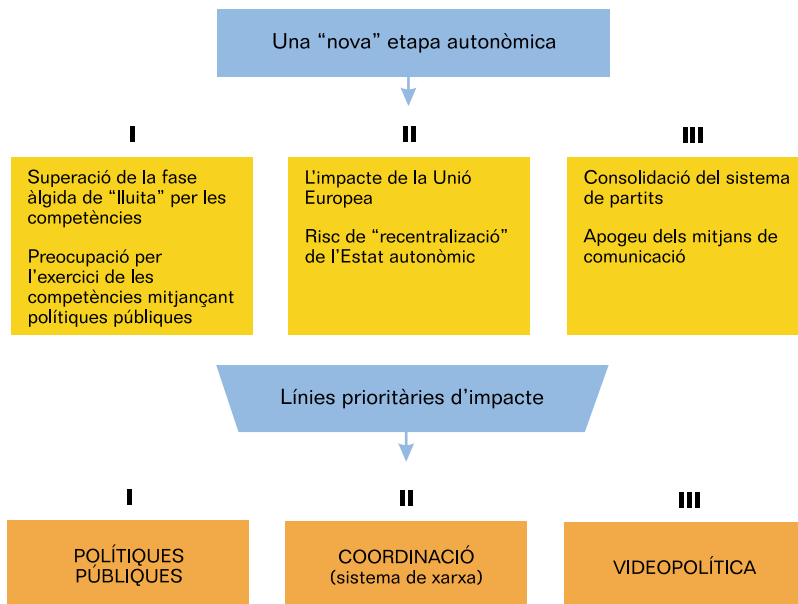 Una “nova” etapa autonòmica
I
Superació de la fase
àlgida de “lluita” per les
competències
Preocupació per
l’exercici de les
competències mitjançant
polítiques públiques
II
L’impacte de la Unió
Europea
Risc de “recentralizió”
de l’Estat autonòmic
III
Consolidació del sistema
de partits
Apogeu dels mitjans de
comunicació
Línies prioritàries d’impacte
I
POLÍTIQUES
PÚBLIQUES
II
COORDINACIÓ
(sistema de xarxa)
III
VIDEOPOLÍTICA